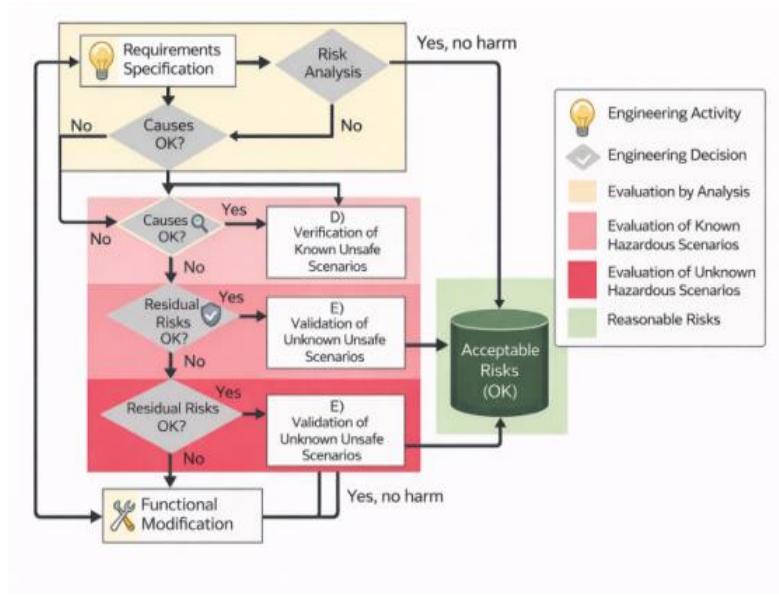 Requirements
Specification
Risk
Analysis
Yes, no harm
No
Causes
OK?
No
Causes
OK?
Yes
No
No
D)
Verification of
Known Unsafe
Scenarios
Residual
Risks
OK?
Yes
No
E)
Validation of
Unknown Unsafe
Scenarios
Residual Risks
OK?
Yes
No
E)
Validation of
Unknown Unsafe
Scenarios
Functional
Modification
Yes, no harm
Acceptable
Risks
(OK)
Engineering Activity
Engineering Decision
Evaluation by Analysis
Evaluation of Known
Hazardous Scenarios
Evaluation of Unknown
Hazardous Scenarios
Reasonable Risks